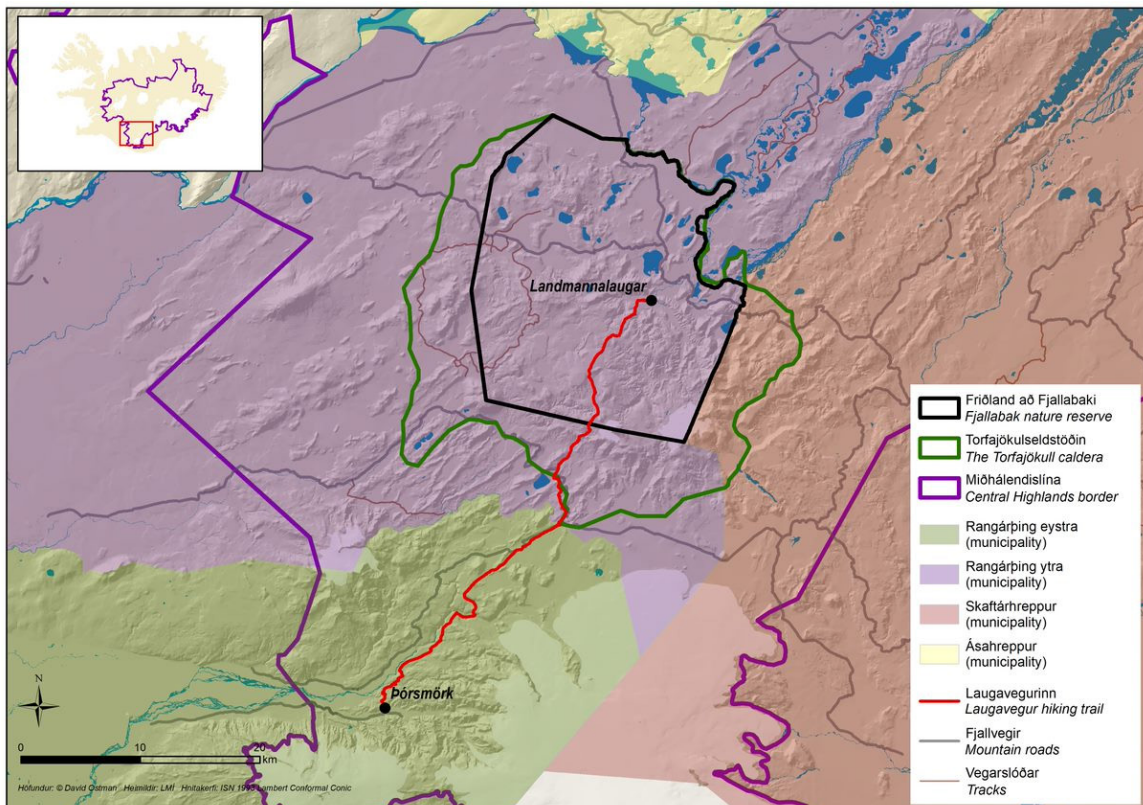 Landmannalaugar
Þórsmörk
N
0 10 20
km
Höfundur: © David Ostman Heimildir: LMÍ Hnitakerfi: ISN 1993 Lambert Conformal Conic
Friðland að Fjallabaki
Fjallabak nature reserve
Torfajökulseldstöðin
The Torfajökull caldera
Miðhálendislína
Central Highlands border
Rangárþing eystra
(municipality)
Rangárþing ytra
(municipality)
Skaftárhreppur
(municipality)
Ásahreppur
(municipality)
Laugavegurinn
Laugavegur hiking trail
Fjallvegir
Mountain roads
Vegarslóðar
Tracks